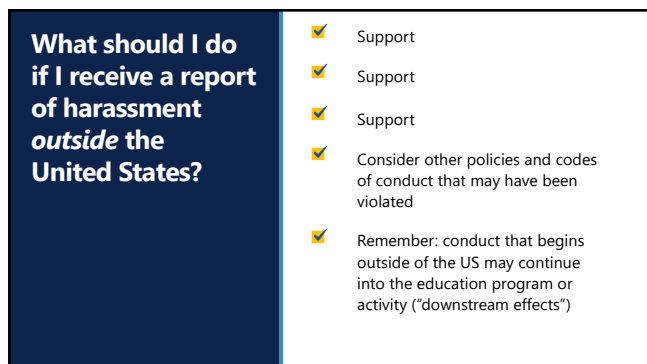 What should I do
if I receive a report
of harassment
outside the
United States?
Support
Support
Support
Consider other policies and codes
of conduct that may have been
violated
Remember: conduct that begins
outside of the US may continue
into the education program or
activity (“downstream effects”)